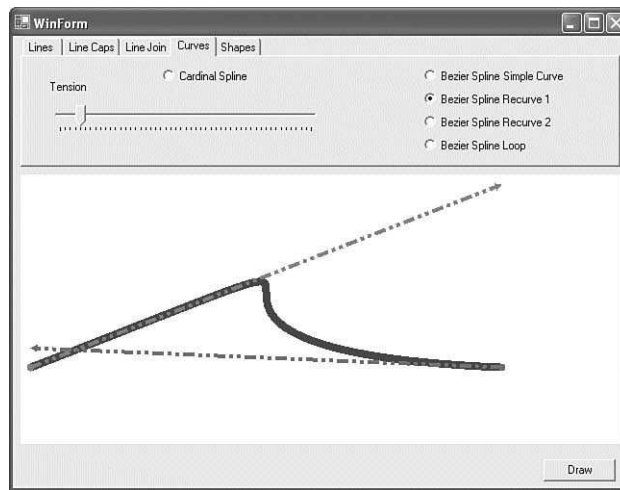 WinForm
Lines Line Caps Line Join Curves Shapes
Cardinal Spline
Tension
Bezier Spline Simple Curve
Bezier Spline Recurve 1
Bezier Spline Recurve 2
Bezier Spline Loop
Draw